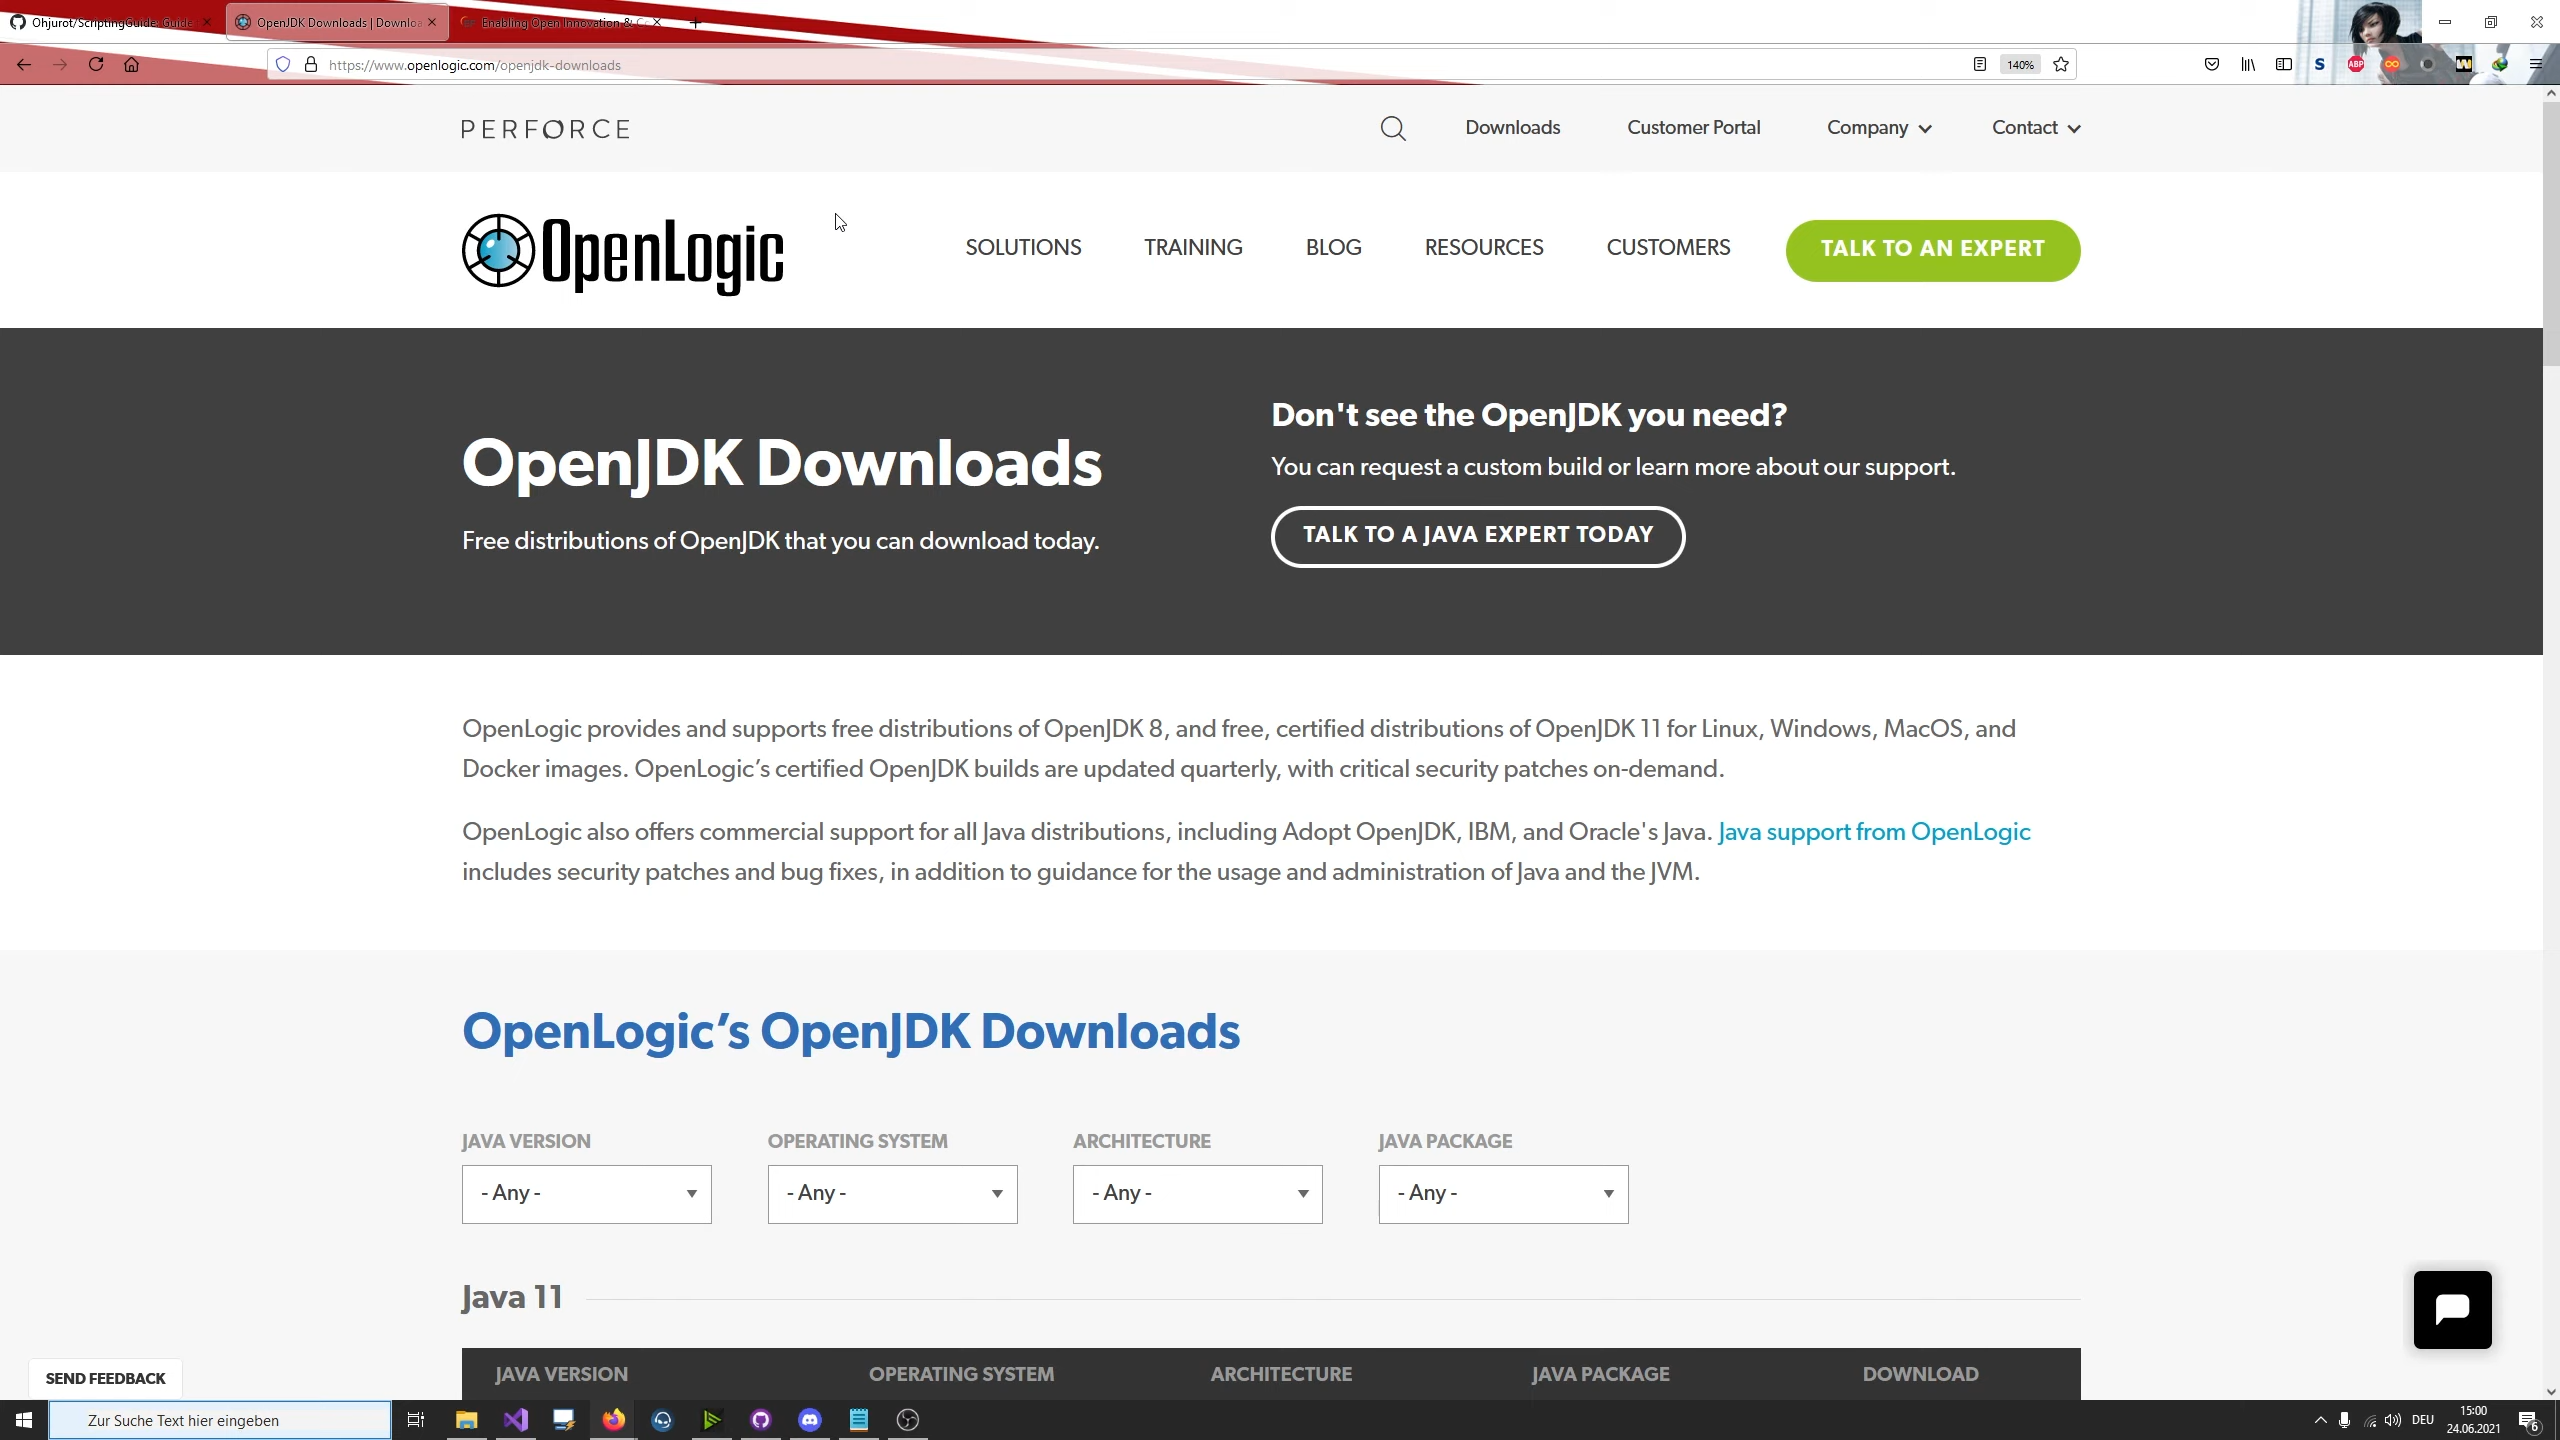 Ohjurot/ScriptingGuide: Guide
OpenJDK Downloads | Downloa
Enabling Open Innovation & Co
https://www.openlogic.com/openjdk-downloads
140%
S
ABP
PERFORCE
Downloads
Customer Portal
Company
Contact
OpenLogic
SOLUTIONS
TRAINING
BLOG
RESOURCES
CUSTOMERS
TALK TO AN EXPERT
OpenJDK Downloads
Free distributions of OpenJDK that you can download today.
Don't see the OpenJDK you need?
You can request a custom build or learn more about our support.
TALK TO A JAVA EXPERT TODAY
OpenLogic provides and supports free distributions of OpenJDK 8, and free, certified distributions of OpenJDK 11 for Linux, Windows, MacOS, and
Docker images. OpenLogic’s certified OpenJDK builds are updated quarterly, with critical security patches on-demand.
OpenLogic also offers commercial support for all Java distributions, including Adopt OpenJDK, IBM, and Oracle's Java. Java support from OpenLogic
includes security patches and bug fixes, in addition to guidance for the usage and administration of Java and the JVM.
OpenLogic’s OpenJDK Downloads
JAVA VERSION
OPERATING SYSTEM
ARCHITECTURE
JAVA PACKAGE
- Any -
- Any -
- Any -
- Any -
Java 11
JAVA VERSION
OPERATING SYSTEM
ARCHITECTURE
JAVA PACKAGE
DOWNLOAD
SEND FEEDBACK
Zur Suche Text hier eingeben
DEU
15:00
24.06.2021
6